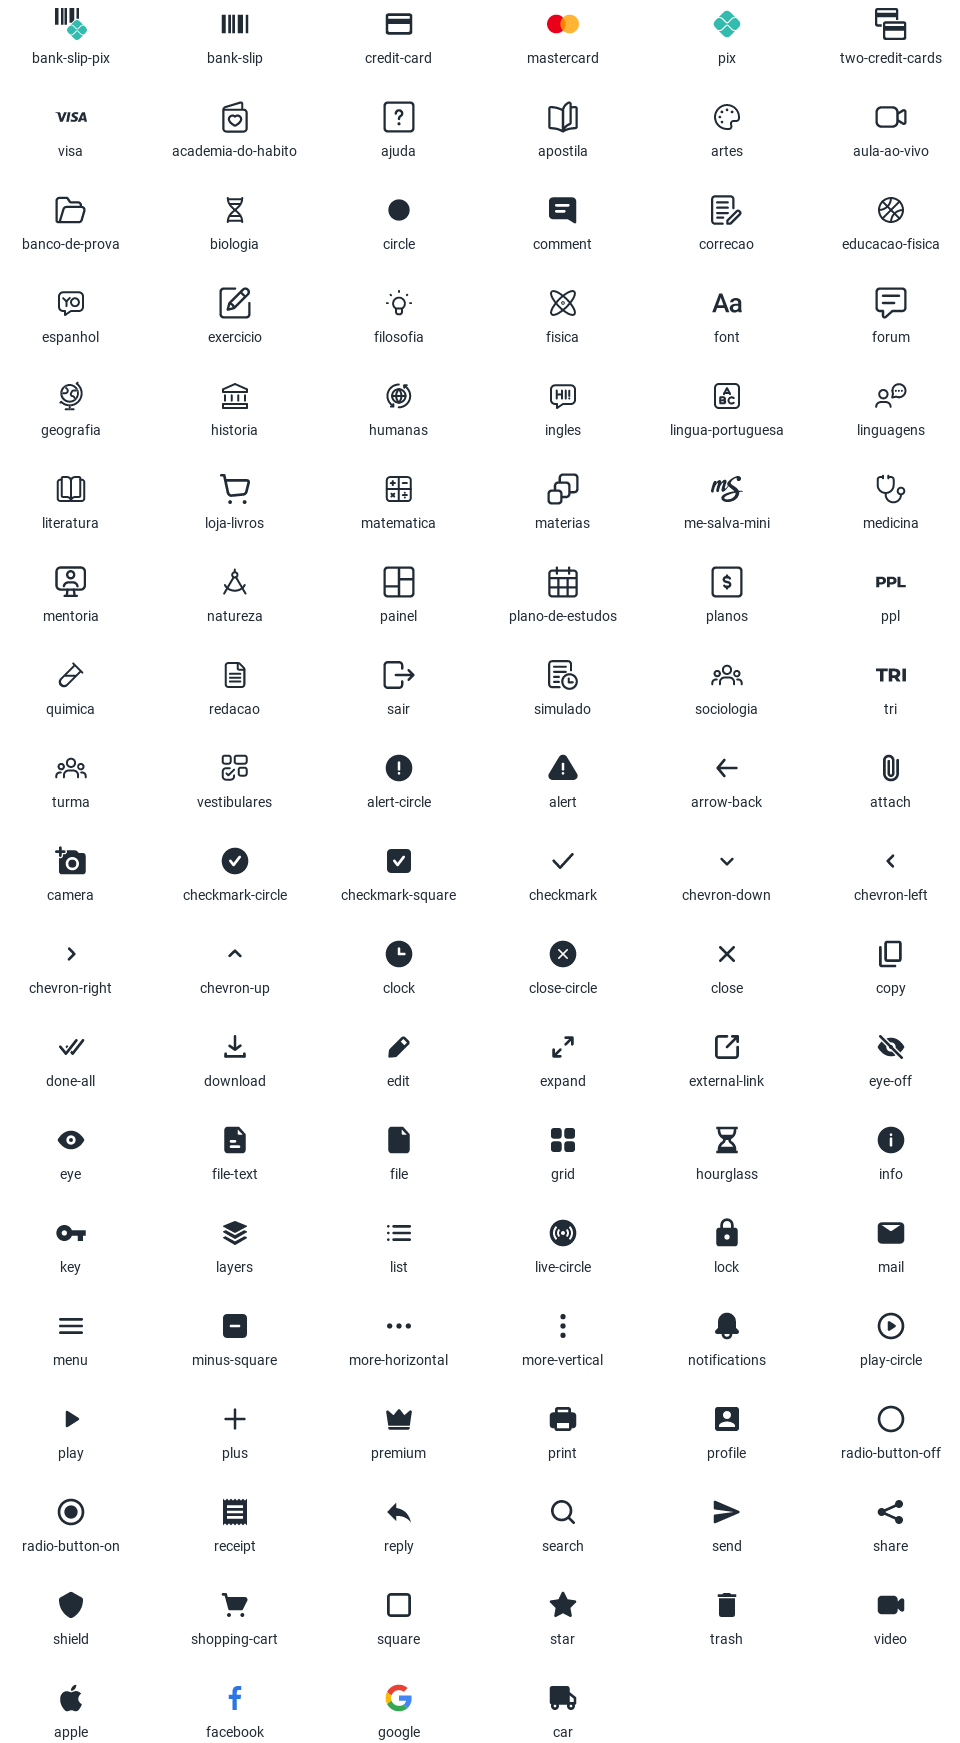 bank-slip-pix bank-slip credit-card mastercard pix two-credit-cards
VISA
visa academia-do-habito ajuda apostila artes aula-ao-vivo
banco-de-prova biologia circle comment correcao educacao-fisica
YO Aa
espanhol exercicio filosofia fisica font forum
HI! A BC
geografia historia humanas ingles lingua-portuguesa linguagens
mS
literatura loja-livros matematica materias me-salva-mini medicina
$ PPL
mentoria natureza painel plano-de-estudos planos ppl
TRI
quimica redacao sair simulado sociologia tri
turma vestibulares alert-circle alert arrow-back attach
camera checkmark-circle checkmark-square checkmark chevron-down chevron-left
chevron-right chevron-up clock close-circle close copy
done-all download edit expand external-link eye-off
eye file-text file grid hourglass info
key layers list live-circle lock mail
menu minus-square more-horizontal more-vertical notifications play-circle
play plus premium print profile radio-button-off
radio-button-on receipt reply search send share
shield shopping-cart square star trash video
apple facebook google car